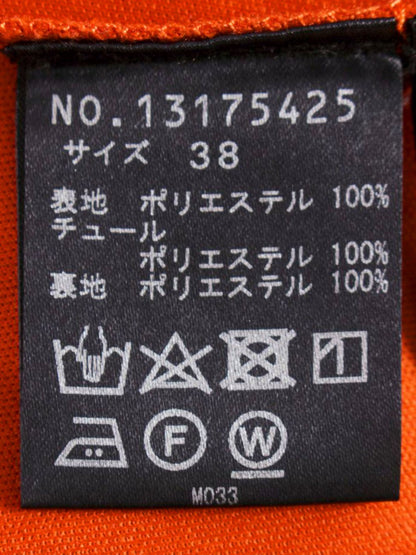 NO.13175425
サイズ 38
表地 ポリエステル 100%
チュール
ポリエステル 100%
裏地 ポリエステル 100%
F W
M033